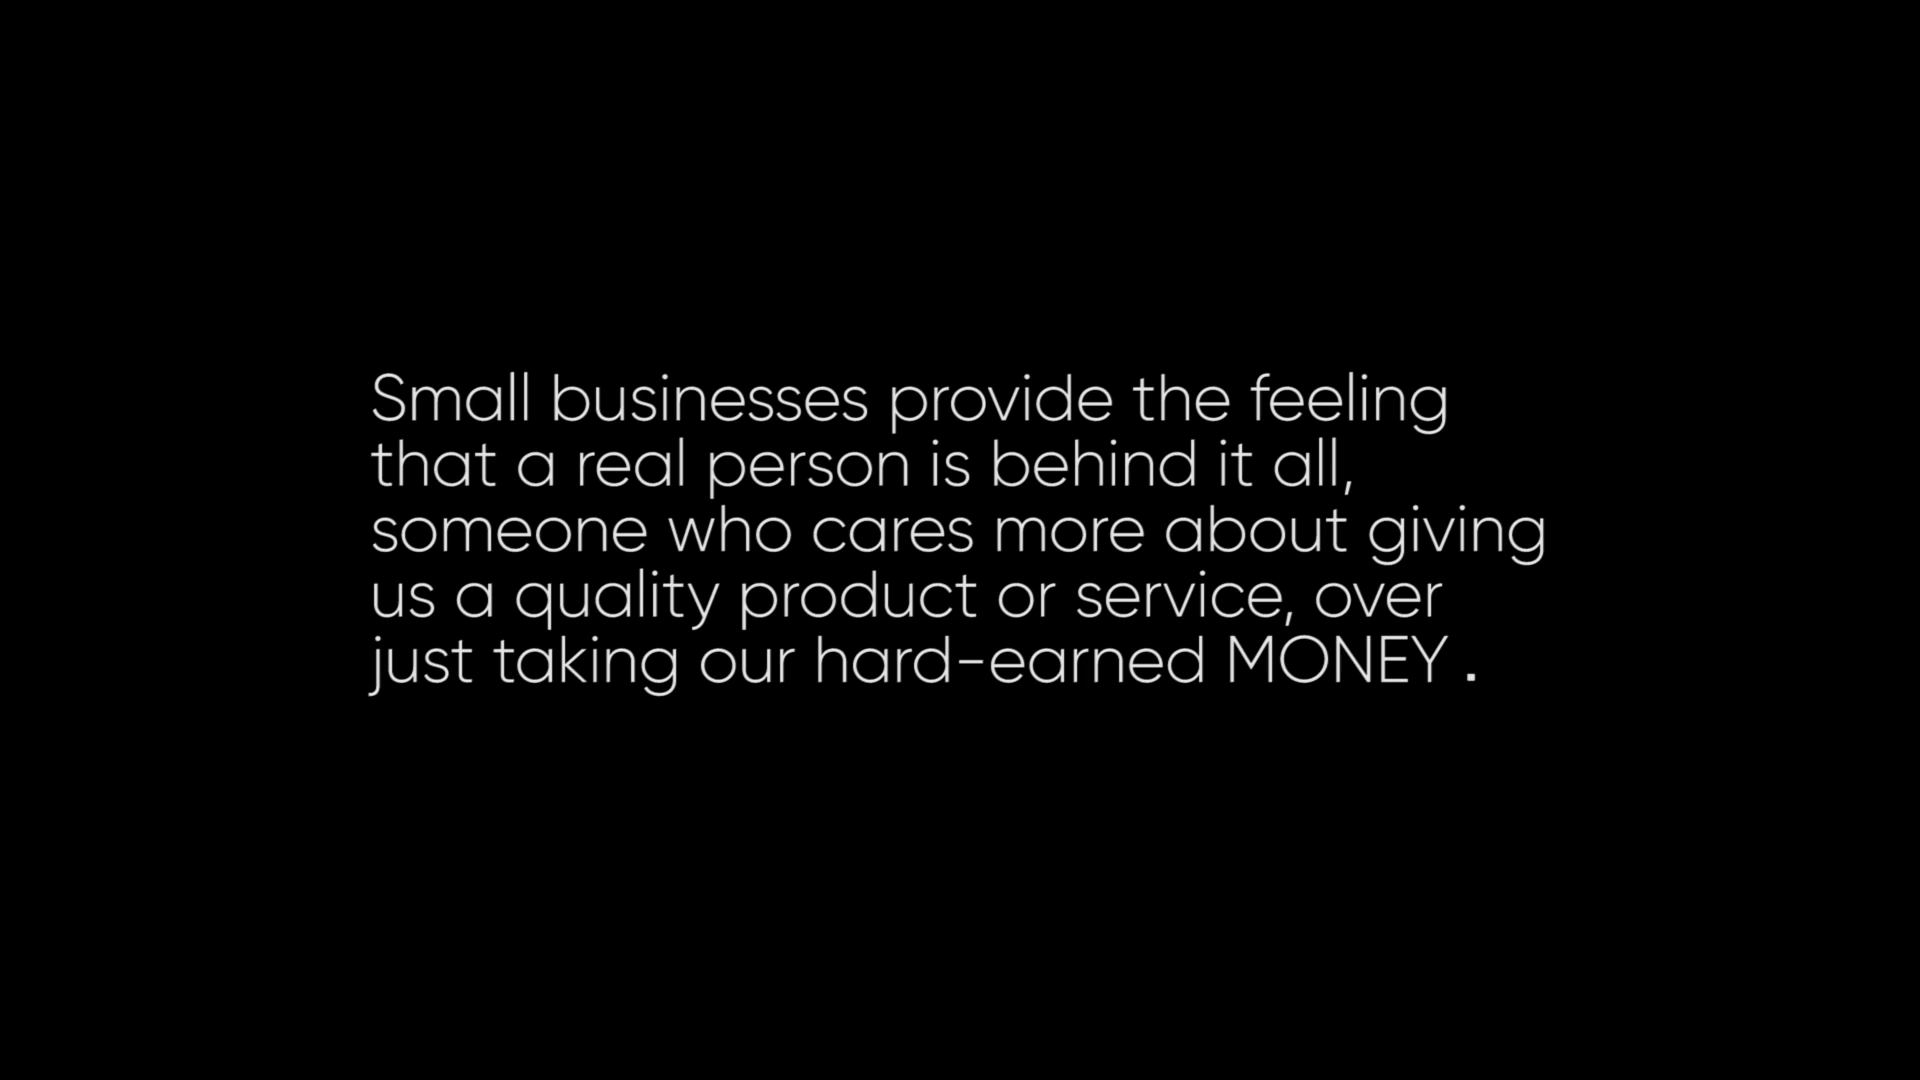 Small businesses provide the feeling
that a real person is behind it all,
someone who cares more about giving
us a quality product or service, over
just taking our hard-earned MONEY .